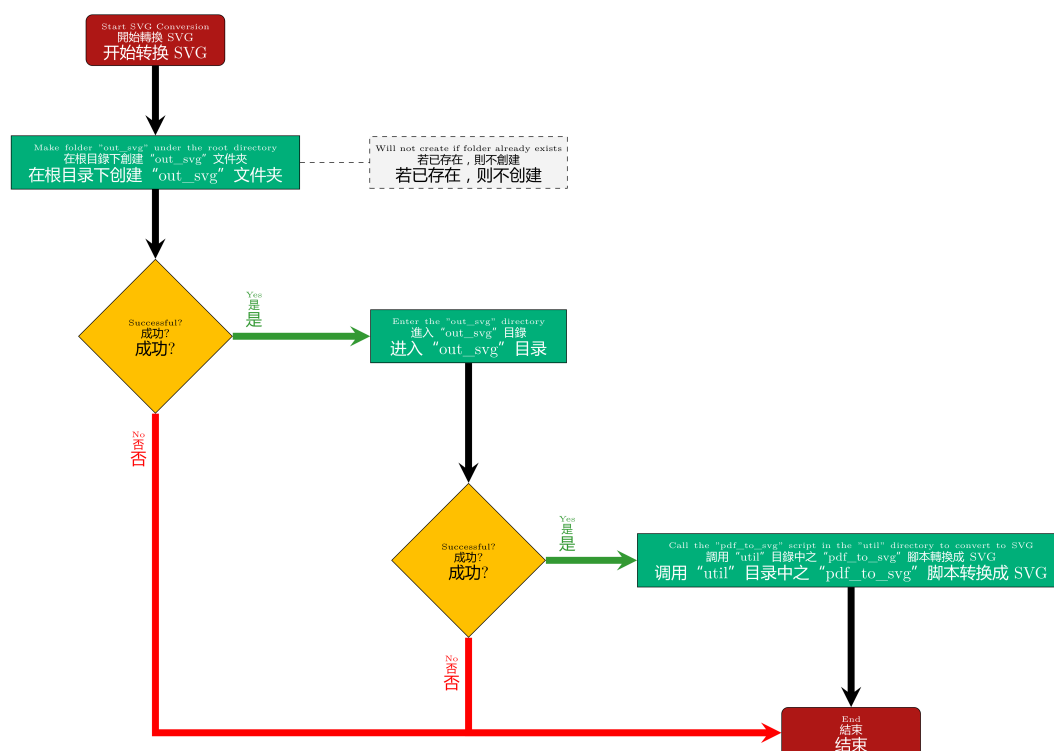 Start SVG Conversion
開始轉換 SVG
开始转换 SVG
Make folder "out_svg" under the root directory
在根目錄下創建“out_svg”文件夾
在根目录下创建“out_svg”文件夹
Will not create if folder already exists
若已存在，則不創建
若已存在，则不创建
Successful?
成功?
成功?
Yes
是
是
Enter the "out_svg" directory
進入“out_svg”目錄
进入“out_svg”目录
No
否
否
Successful?
成功?
成功?
Yes
是
是
Call the "pdf_to_svg" script in the "util" directory to convert to SVG
調用“util”目錄中之“pdf_to_svg”腳本轉換成 SVG
调用“util”目录中之“pdf_to_svg”脚本转换成 SVG
No
否
否
End
結束
结束